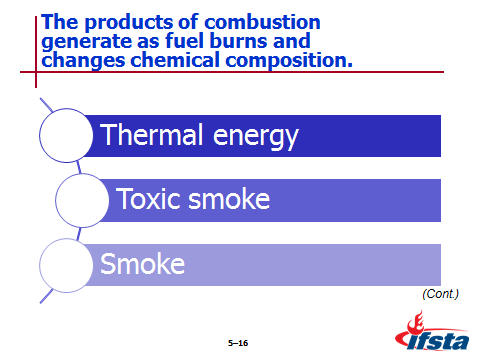 The products of combustion
generate as fuel burns and
changes chemical composition.
Thermal energy
Toxic smoke
Smoke
(Cont.)
5–16
ifsta